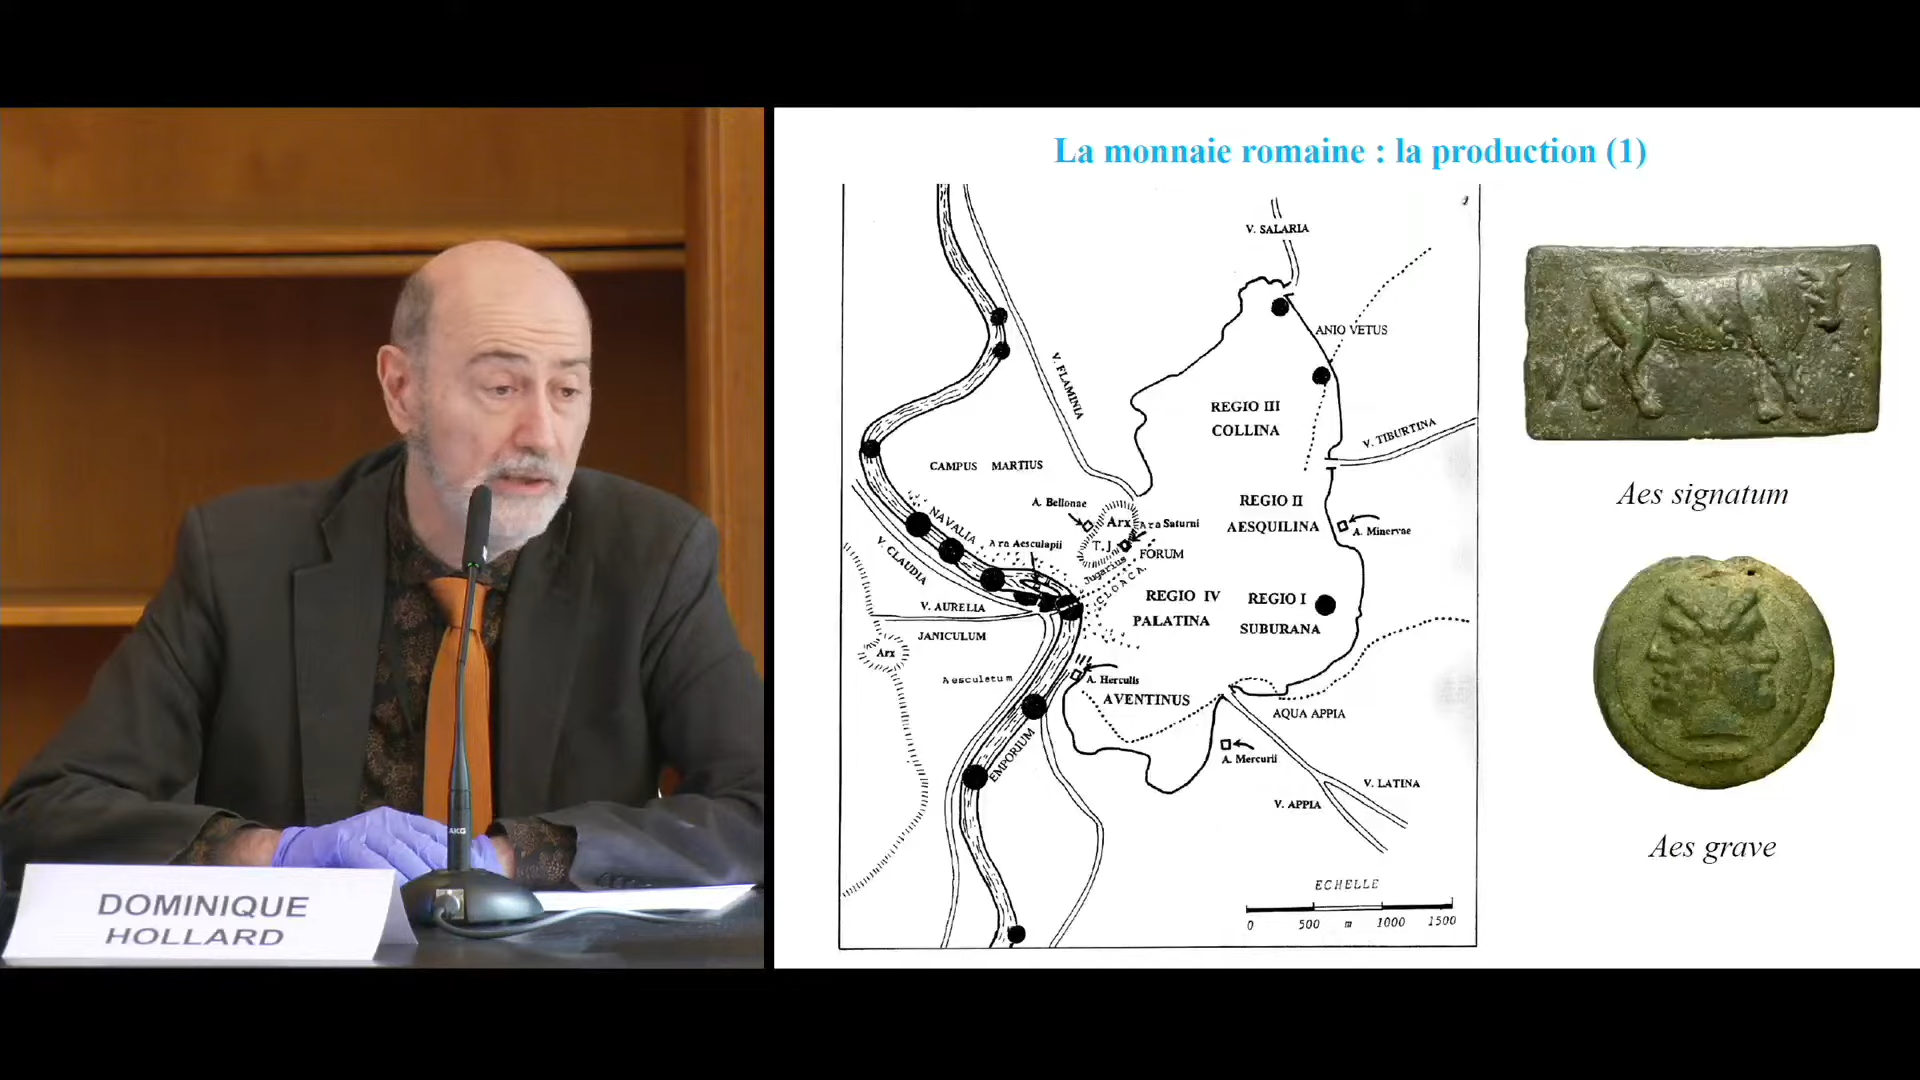 La monnaie romaine : la production (1)
V. SALARIA
ANIO VETUS
V. FLAMINIA
REGIO III
COLLINA
V. TIBURTINA
CAMPUS MARTIUS
REGIO II
AESQUILINA
A. Bellonae
Arx
Ara Saturni
A. Minervae
NAVALIA
T.J.
FORUM
Ara Aesculapii
Jugarius
V. CLAUDIA
CLOACA
REGIO IV
PALATINA
REGIO I
SUBURANA
V. AURELIA
JANICULUM
Arx
Aesculetum
A. Herculis
AVENTINUS
AQUA APPIA
EMPORIUM
A. Mercurii
V. LATINA
V. APPIA
ECHELLE
0 500 m 1000 1500
Aes signatum
Aes grave
AKG
DOMINIQUE
HOLLARD